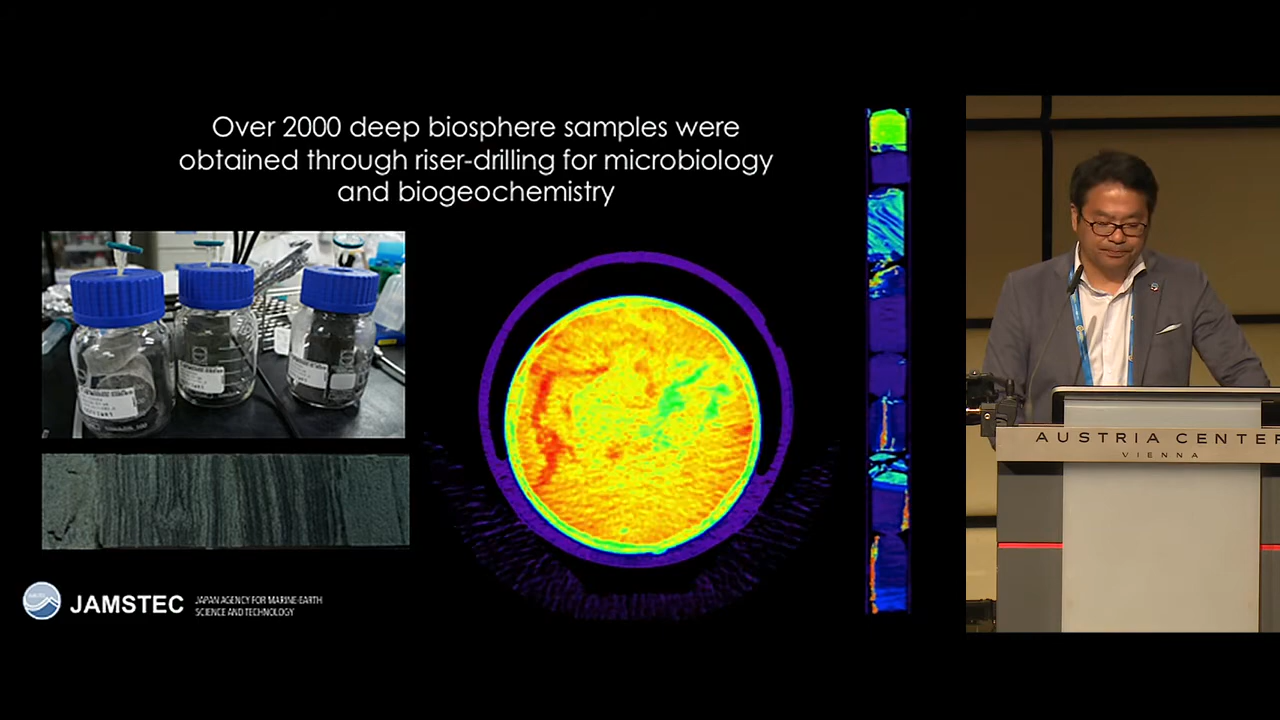 Over 2000 deep biosphere samples were
obtained through riser-drilling for microbiology
and biogeochemistry
JAMSTEC
JAPAN AGENCY FOR MARINE-EARTH
SCIENCE AND TECHNOLOGY
AUSTRIA CENTER
VIENNA